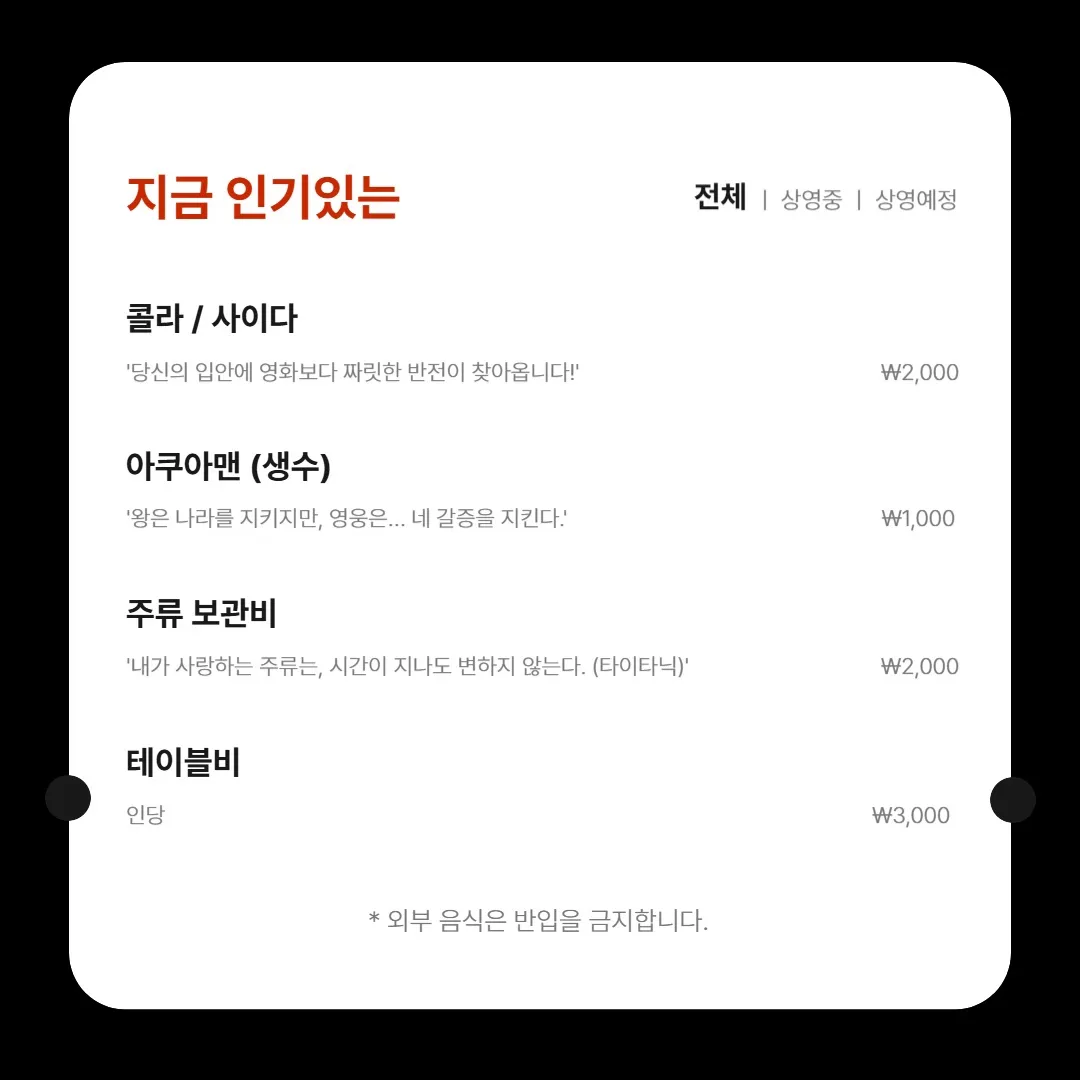 지금 인기있는
전체 | 상영중 | 상영예정
콜라 / 사이다
'당신의 입안에 영화보다 짜릿한 반전이 찾아옵니다!' ₩2,000
아쿠아맨 (생수)
'왕은 나라를 지키지만, 영웅은... 네 갈증을 지킨다.' ₩1,000
주류 보관비
'내가 사랑하는 주류는, 시간이 지나도 변하지 않는다. (타이타닉)' ₩2,000
테이블비
인당 ₩3,000
* 외부 음식은 반입을 금지합니다.